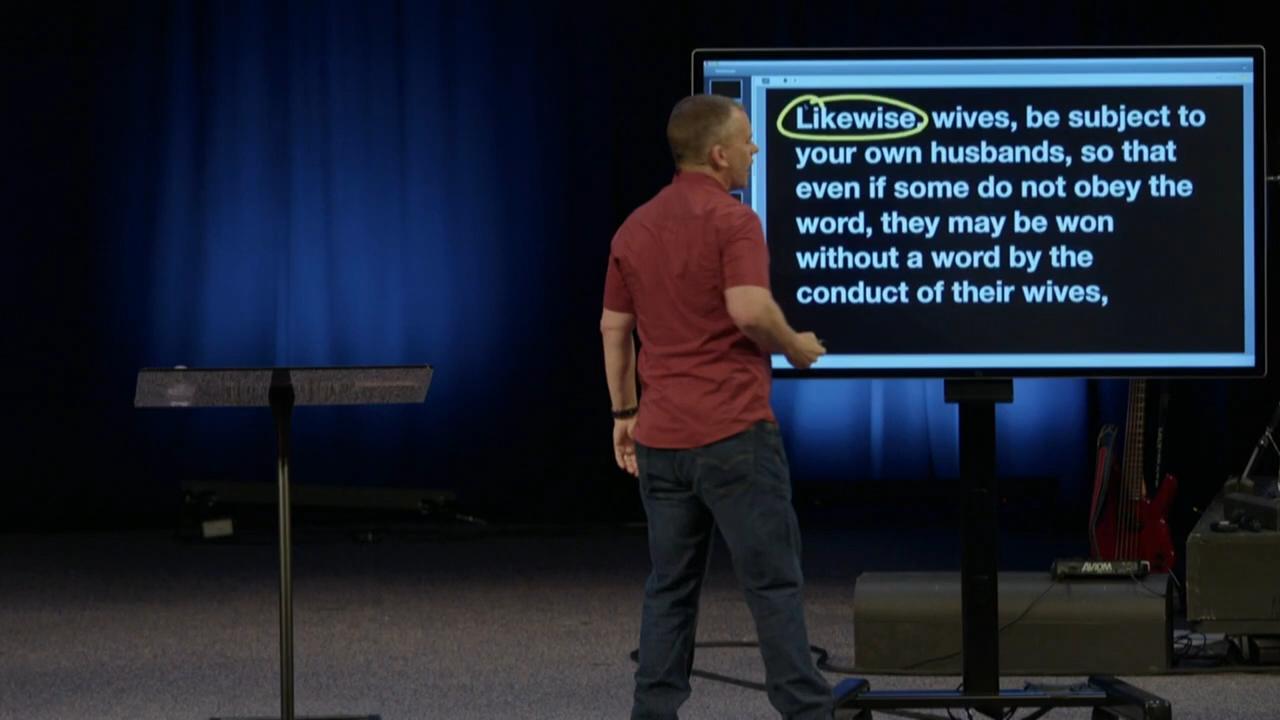 Likewise, wives, be subject to
your own husbands, so that
even if some do not obey the
word, they may be won
without a word by the
conduct of their wives,
AVIOM